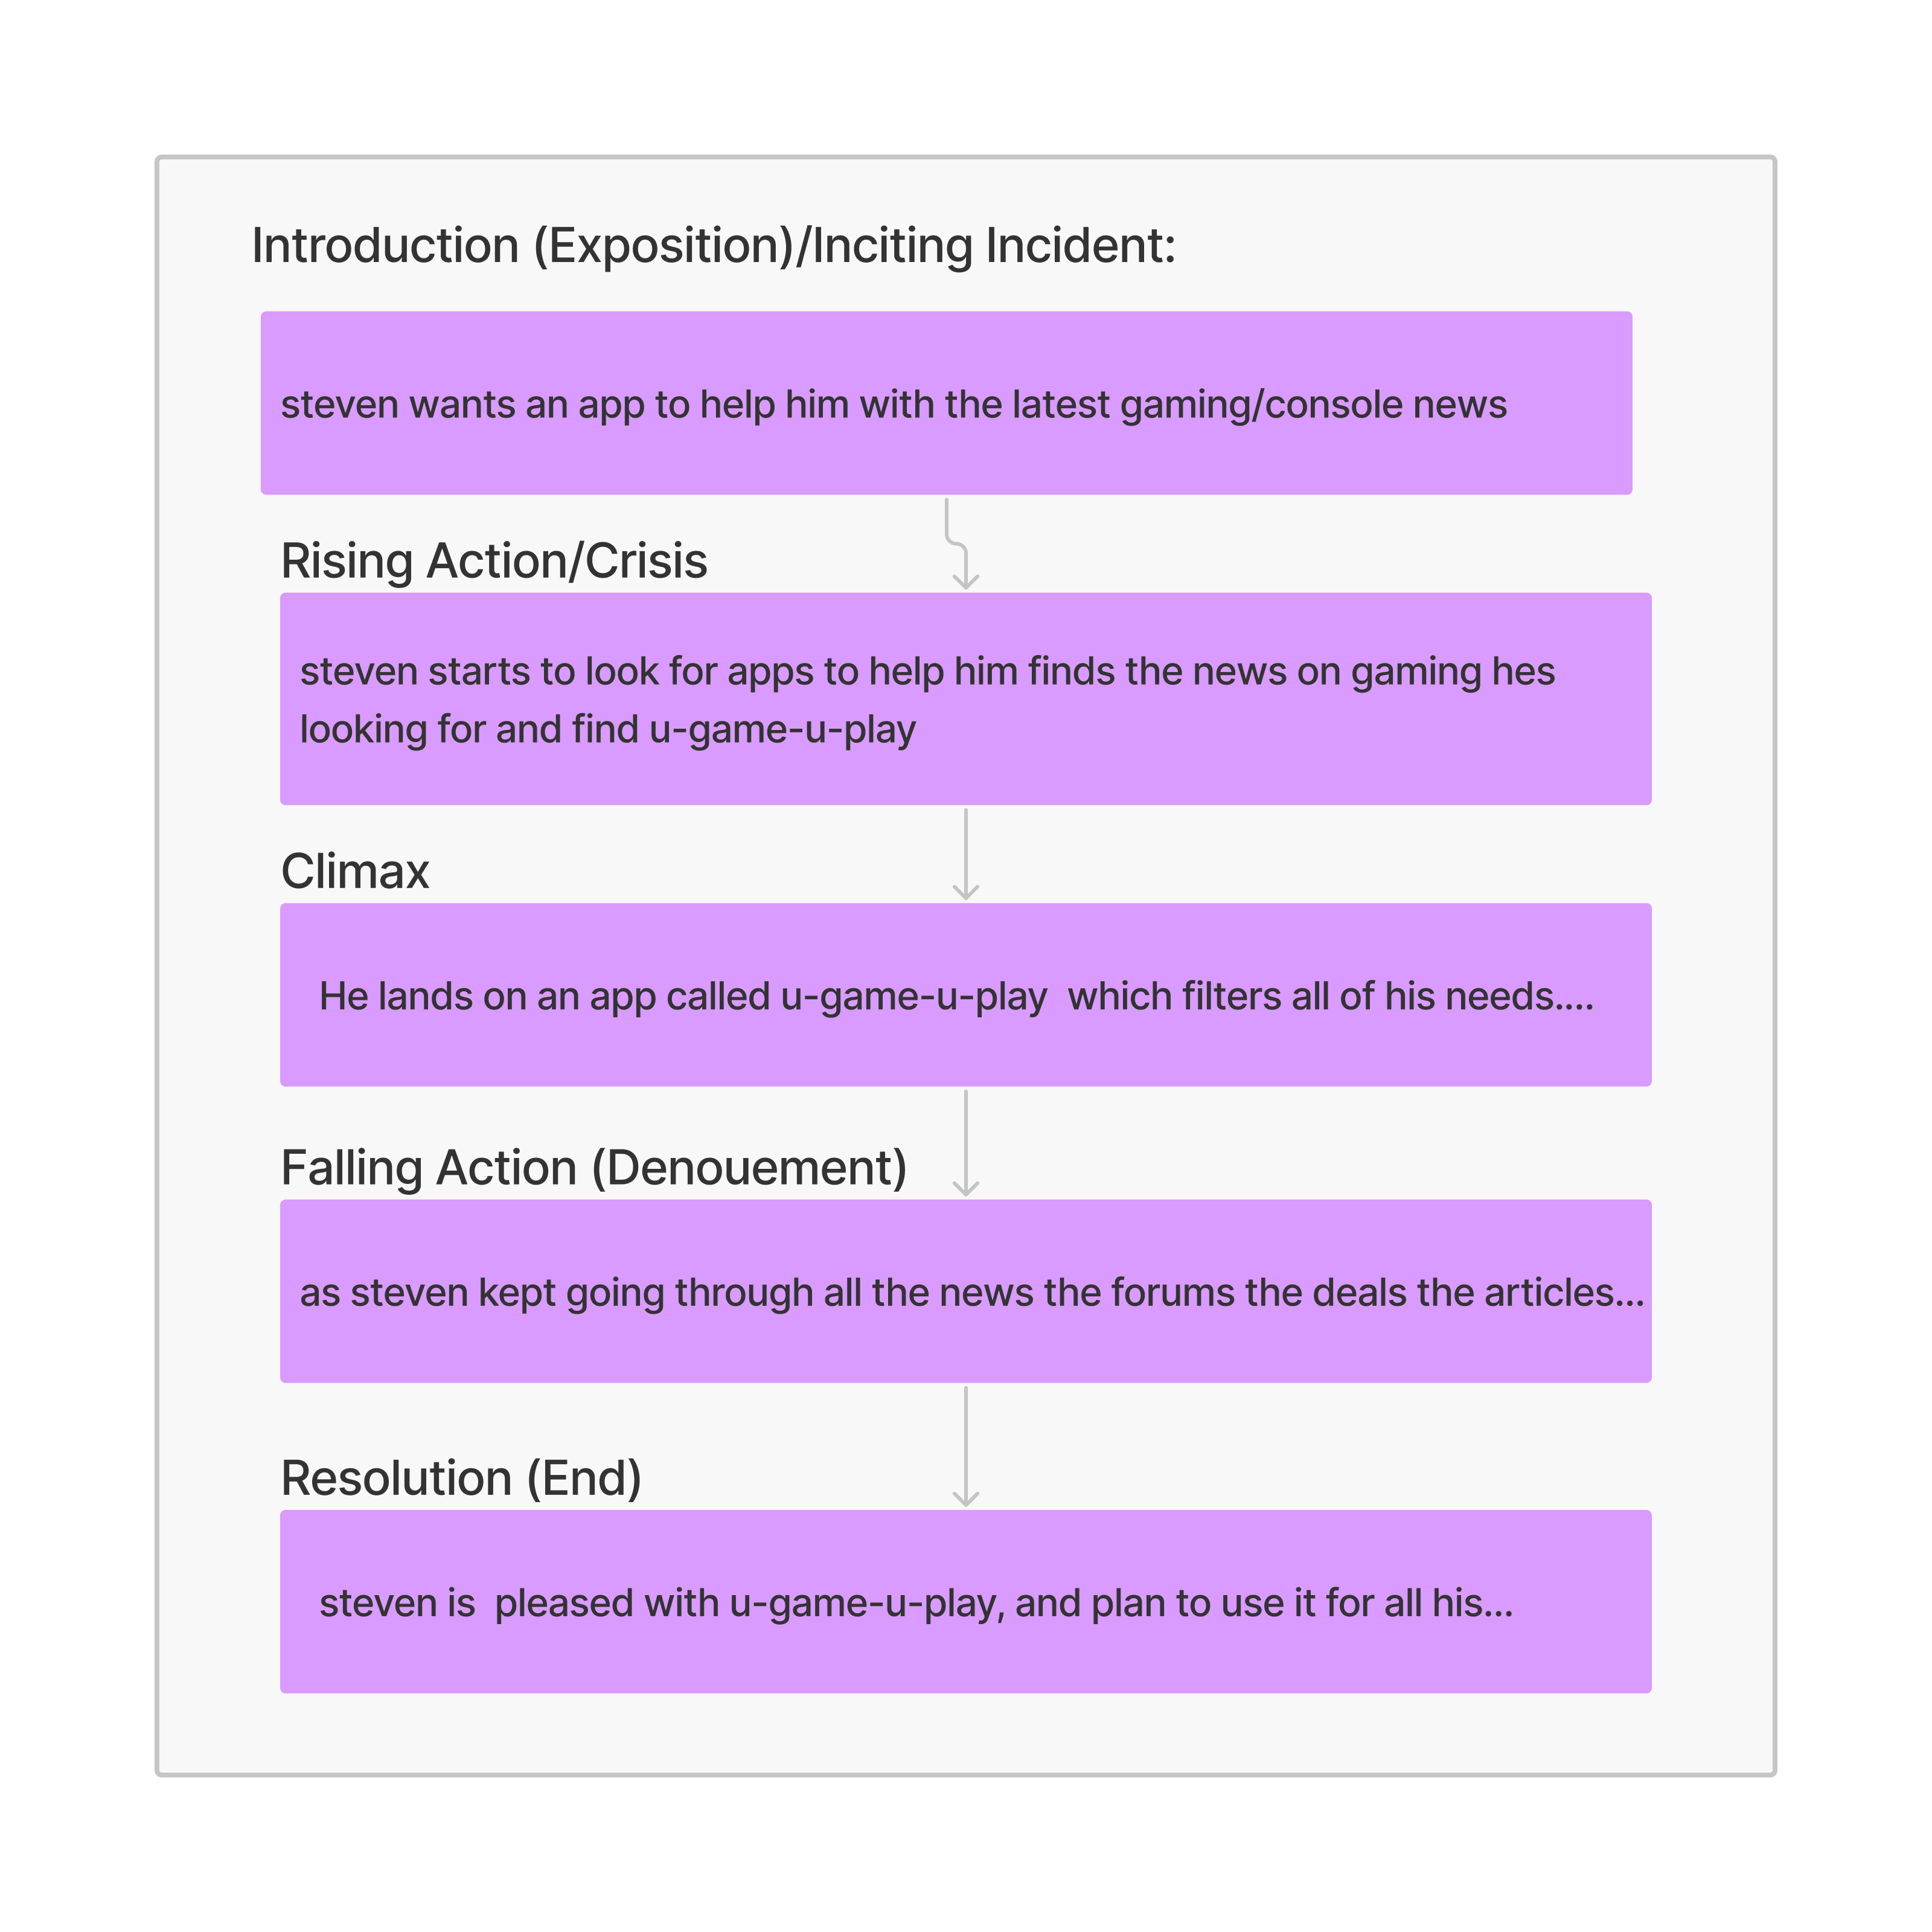 Introduction (Exposition)/Inciting Incident:
steven wants an app to help him with the latest gaming/console news
Rising Action/Crisis
steven starts to look for apps to help him finds the news on gaming hes
looking for and find u-game-u-play
Climax
He lands on an app called u-game-u-play  which filters all of his needs....
Falling Action (Denoument)
as steven kept going through all the news the forums the deals the articles...
Resolution (End)
steven is  pleased with u-game-u-play, and plan to use it for all his...